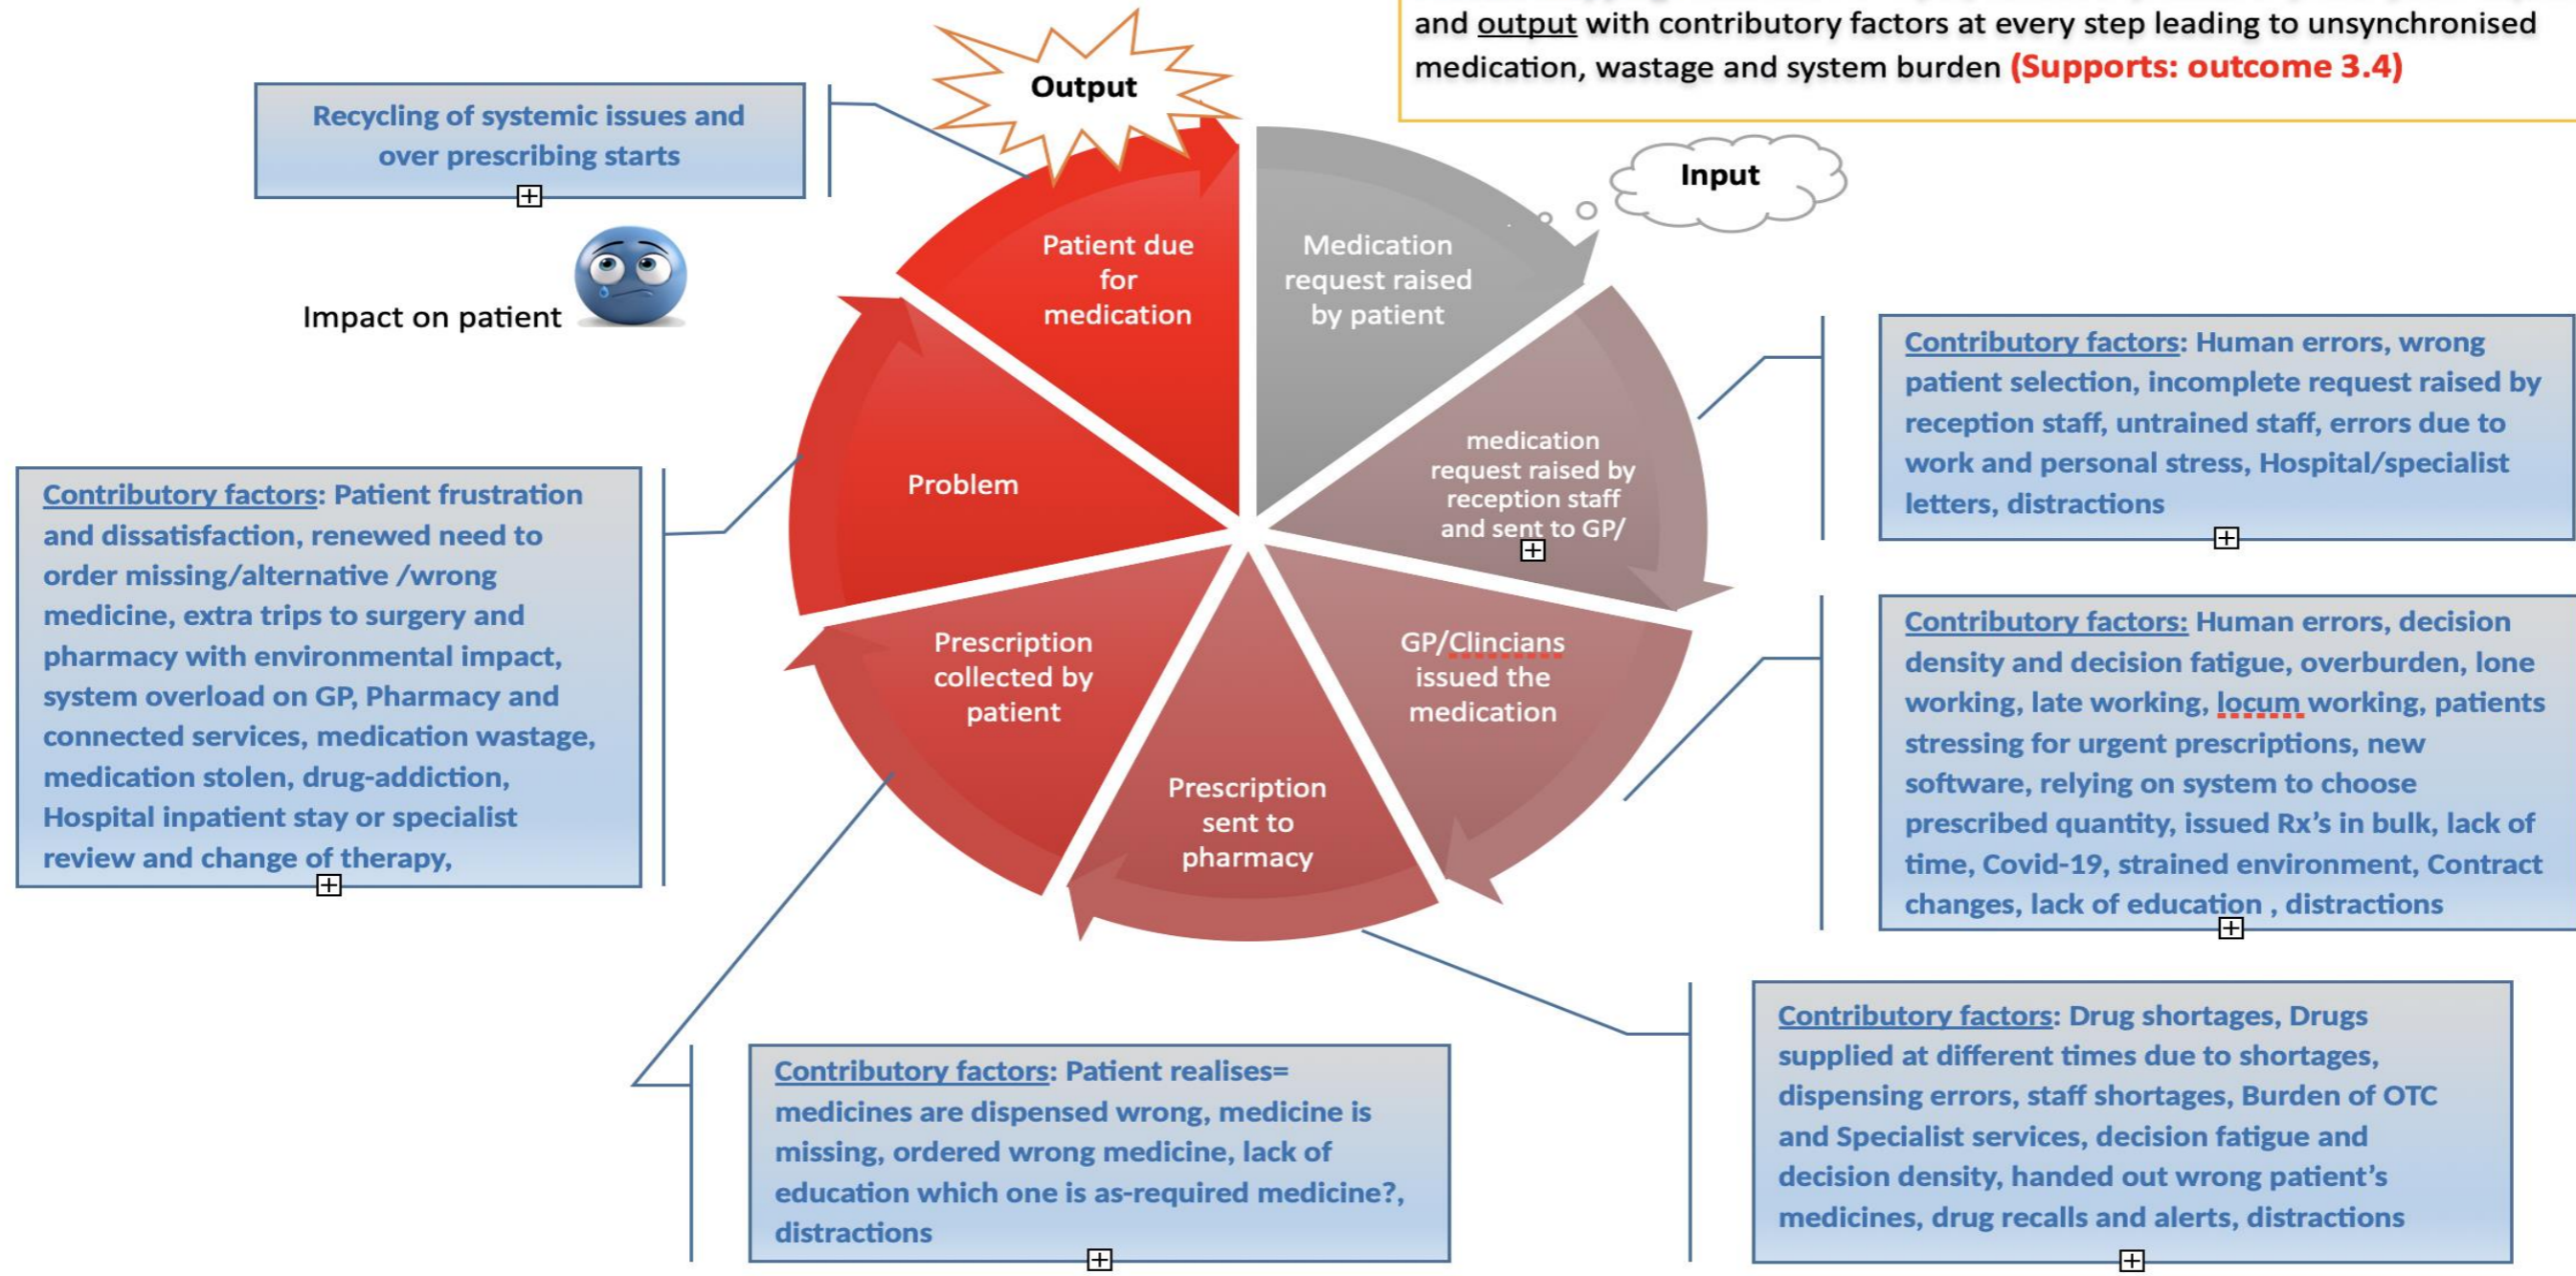 and output with contributory factors at every step leading to unsynchronised
medication, wastage and system burden (Supports: outcome 3.4)
Output
Input
Recycling of systemic issues and
over prescribing starts
Impact on patient
Patient due
for
medication
Medication
request raised
by patient
medication
request raised by
reception staff
and sent to GP/
GP/Clincians
issued the
medication
Prescription
sent to
pharmacy
Prescription
collected by
patient
Problem
Contributory factors: Human errors, wrong
patient selection, incomplete request raised by
reception staff, untrained staff, errors due to
work and personal stress, Hospital/specialist
letters, distractions
Contributory factors: Human errors, decision
density and decision fatigue, overburden, lone
working, late working, locum working, patients
stressing for urgent prescriptions, new
software, relying on system to choose
prescribed quantity, issued Rx’s in bulk, lack of
time, Covid-19, strained environment, Contract
changes, lack of education , distractions
Contributory factors: Drug shortages, Drugs
supplied at different times due to shortages,
dispensing errors, staff shortages, Burden of OTC
and Specialist services, decision fatigue and
decision density, handed out wrong patient’s
medicines, drug recalls and alerts, distractions
Contributory factors: Patient realises=
medicines are dispensed wrong, medicine is
missing, ordered wrong medicine, lack of
education which one is as-required medicine?,
distractions
Contributory factors: Patient frustration
and dissatisfaction, renewed need to
order missing/alternative /wrong
medicine, extra trips to surgery and
pharmacy with environmental impact,
system overload on GP, Pharmacy and
connected services, medication wastage,
medication stolen, drug-addiction,
Hospital inpatient stay or specialist
review and change of therapy,